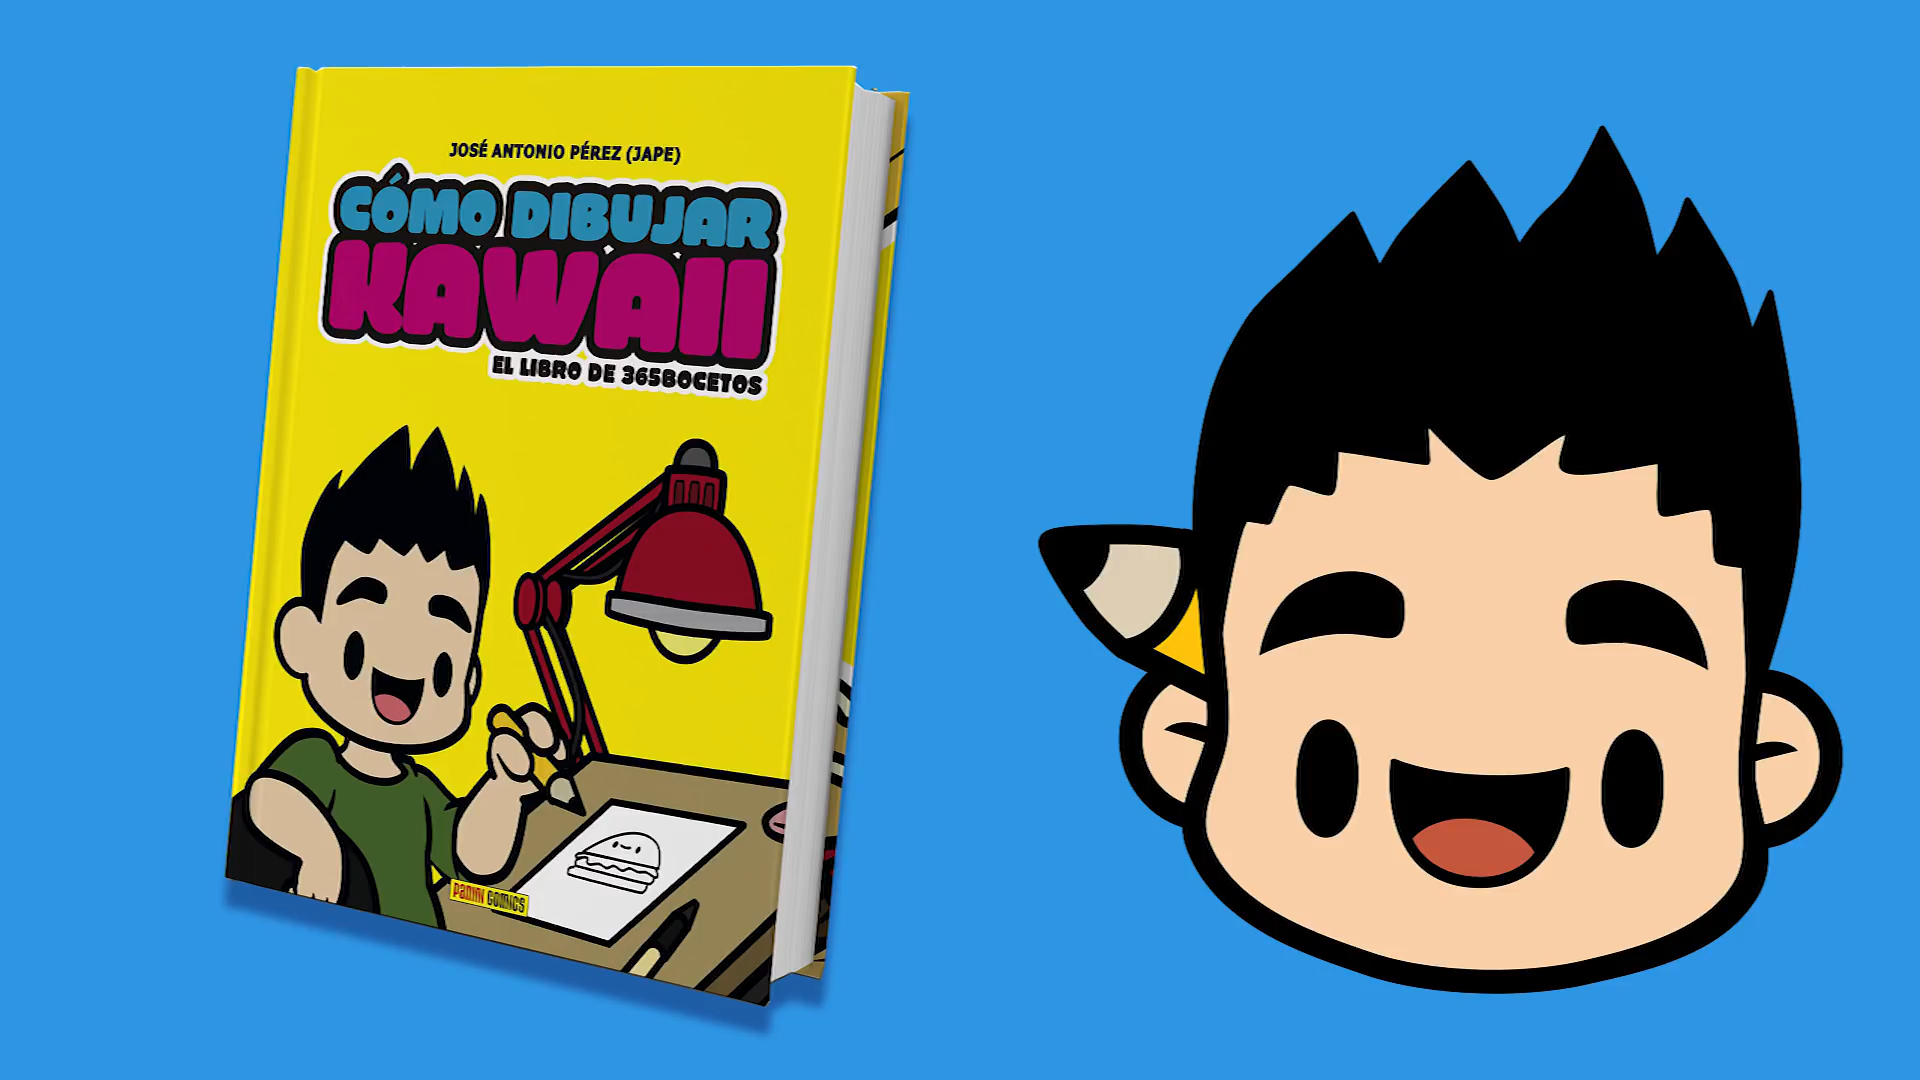 JOSÉ ANTONIO PÉREZ (JAPE)
CÓMO DIBUJAR
KAWAII
EL LIBRO DE 365BOCETOS
PANINI COMICS